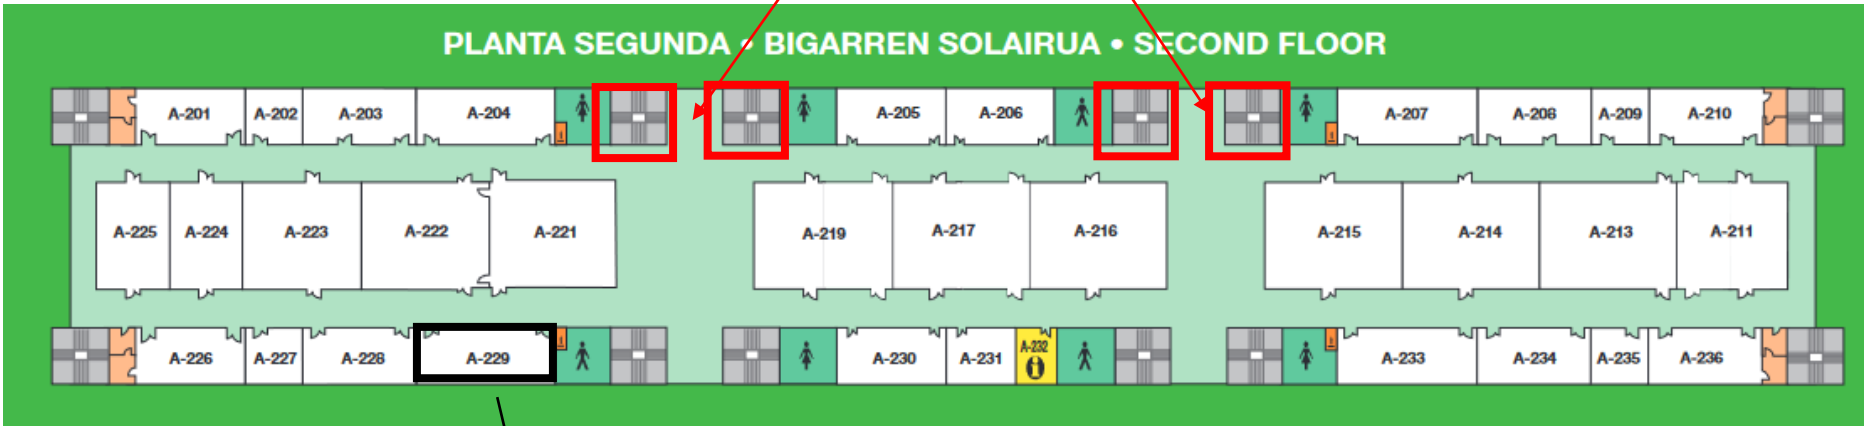 PLANTA SEGUNDA • BIGARREN SOLAIRUA • SECOND FLOOR
A-201 A-202 A-203 A-204 A-205 A-206 A-207 A-208 A-209 A-210
A-225 A-224 A-223 A-222 A-221 A-219 A-217 A-216 A-215 A-214 A-213 A-211
A-226 A-227 A-228 A-229 A-230 A-231 A-232 A-233 A-234 A-235 A-236